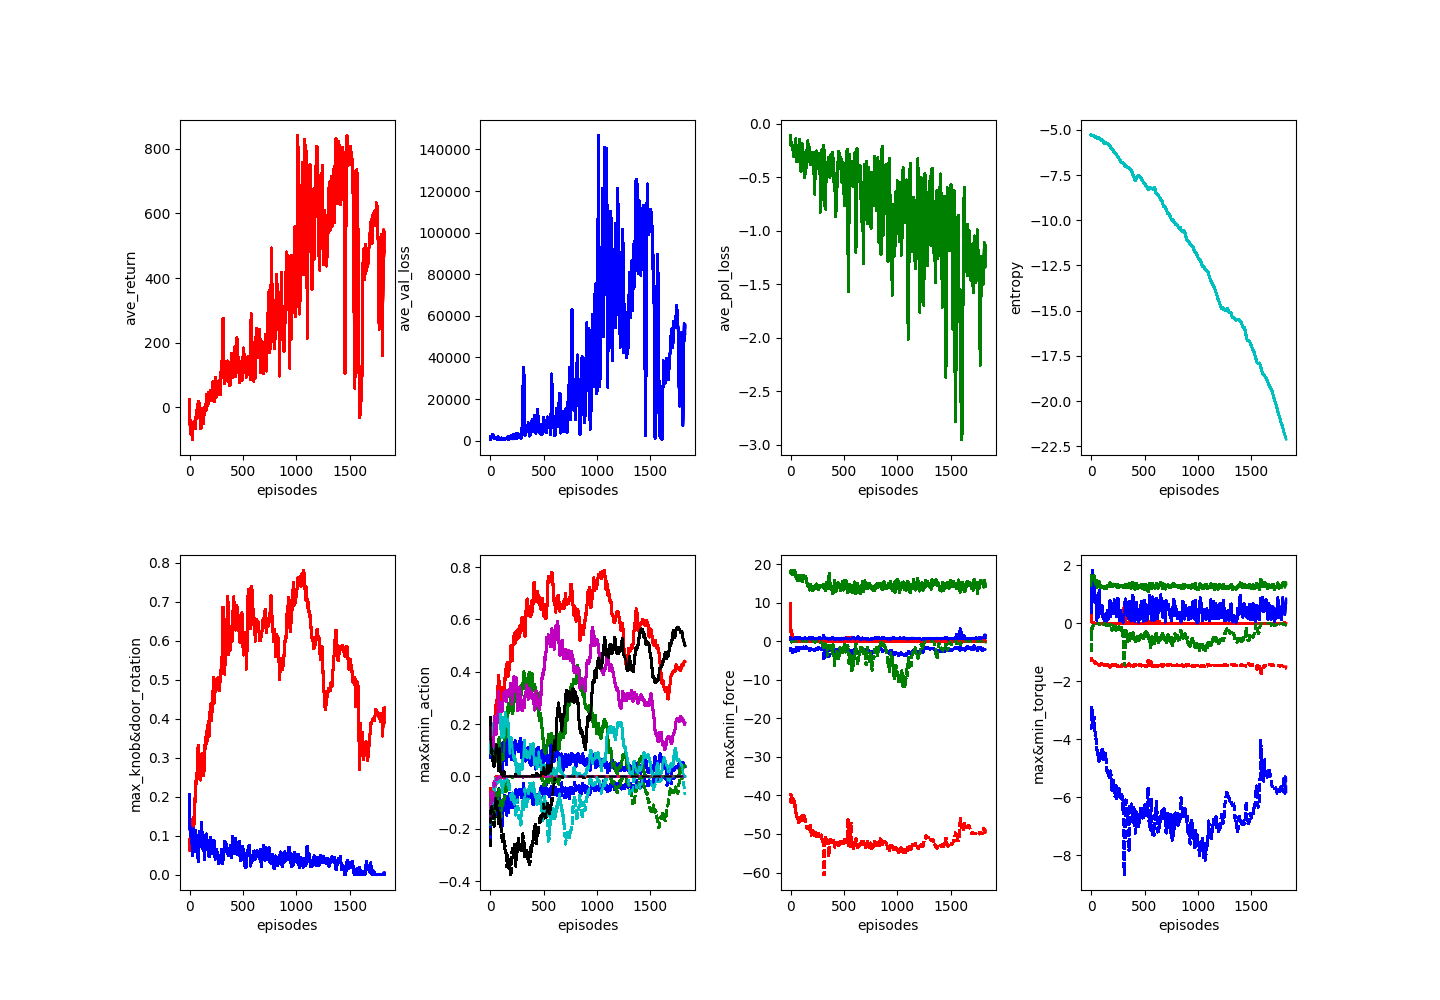 ave_return
800
600
400
200
0
0 500 1000 1500
episodes
ave_val_loss
140000
120000
100000
80000
60000
40000
20000
0
0 500 1000 1500
episodes
ave_pol_loss
0.0
−0.5
−1.0
−1.5
−2.0
−2.5
−3.0
0 500 1000 1500
episodes
entropy
−5.0
−7.5
−10.0
−12.5
−15.0
−17.5
−20.0
−22.5
0 500 1000 1500
episodes
max_knob&door_rotation
0.8
0.7
0.6
0.5
0.4
0.3
0.2
0.1
0.0
0 500 1000 1500
episodes
max&min_action
0.8
0.6
0.4
0.2
0.0
−0.2
−0.4
0 500 1000 1500
episodes
max&min_force
20
10
0
−10
−20
−30
−40
−50
−60
0 500 1000 1500
episodes
max&min_torque
2
0
−2
−4
−6
−8
0 500 1000 1500
episodes